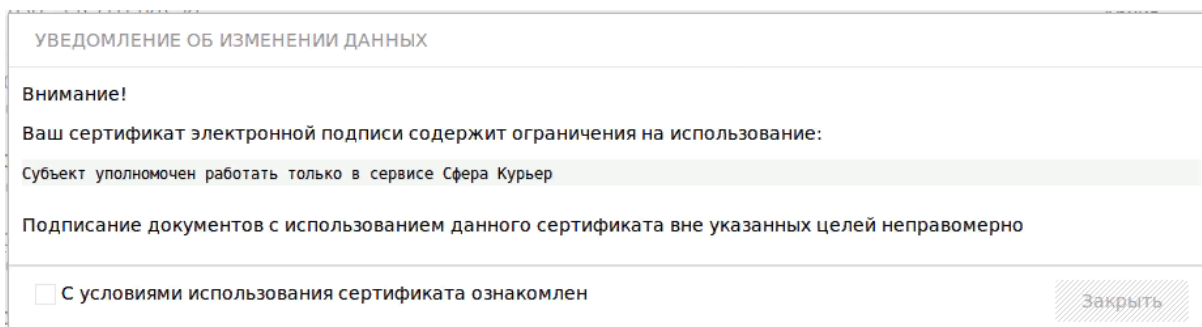 УВЕДОМЛЕНИЕ ОБ ИЗМЕНЕНИИ ДАННЫХ
Внимание!
Ваш сертификат электронной подписи содержит ограничения на использование:
Субъект уполномочен работать только в сервисе Сфера Курьер
Подписание документов с использованием данного сертификата вне указанных целей неправомерно
С условиями использования сертификата ознакомлен
Закрыть